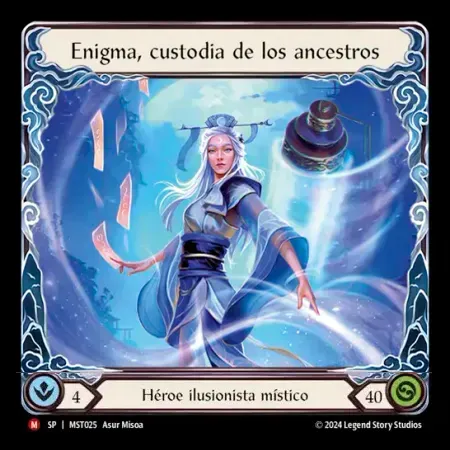 Enigma, custodia de los ancestros
4
Héroe ilusionista místico
40
M SP | MST025 Asur Misoa
© 2024 Legend Story Studios